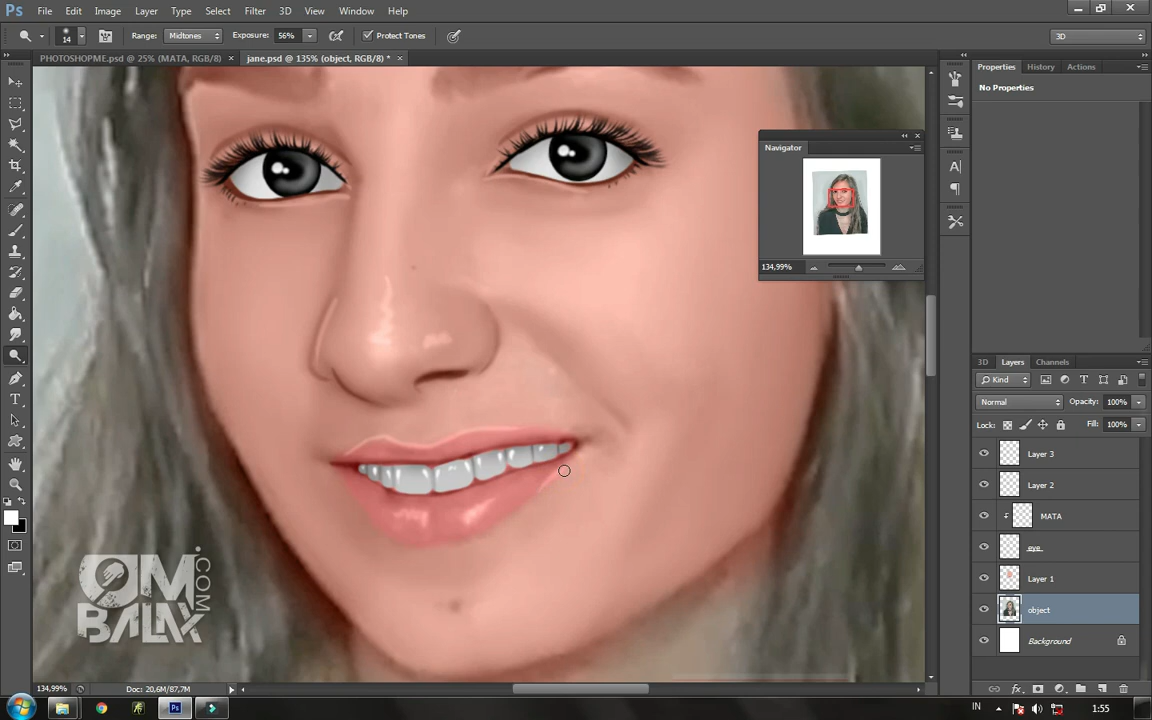 Ps File Edit Image Layer Type Select Filter 3D View Window Help
14 Range: Midtones Exposure: 56% Protect Tones 3D
PHOTOSHOPME.psd @ 25% (MATA, RGB/8) × jane.psd @ 135% (object, RGB/8) * ×
Properties History Actions
No Properties
Navigator
134,99%
3D Layers Channels
Kind
Normal Opacity: 100%
Lock: Fill: 100%
Layer 3
Layer 2
MATA
eye
Layer 1
object
Background
OM
BALAK
.COM
134,99% Doc: 20,6M/87,7M
Ps IN 1:55